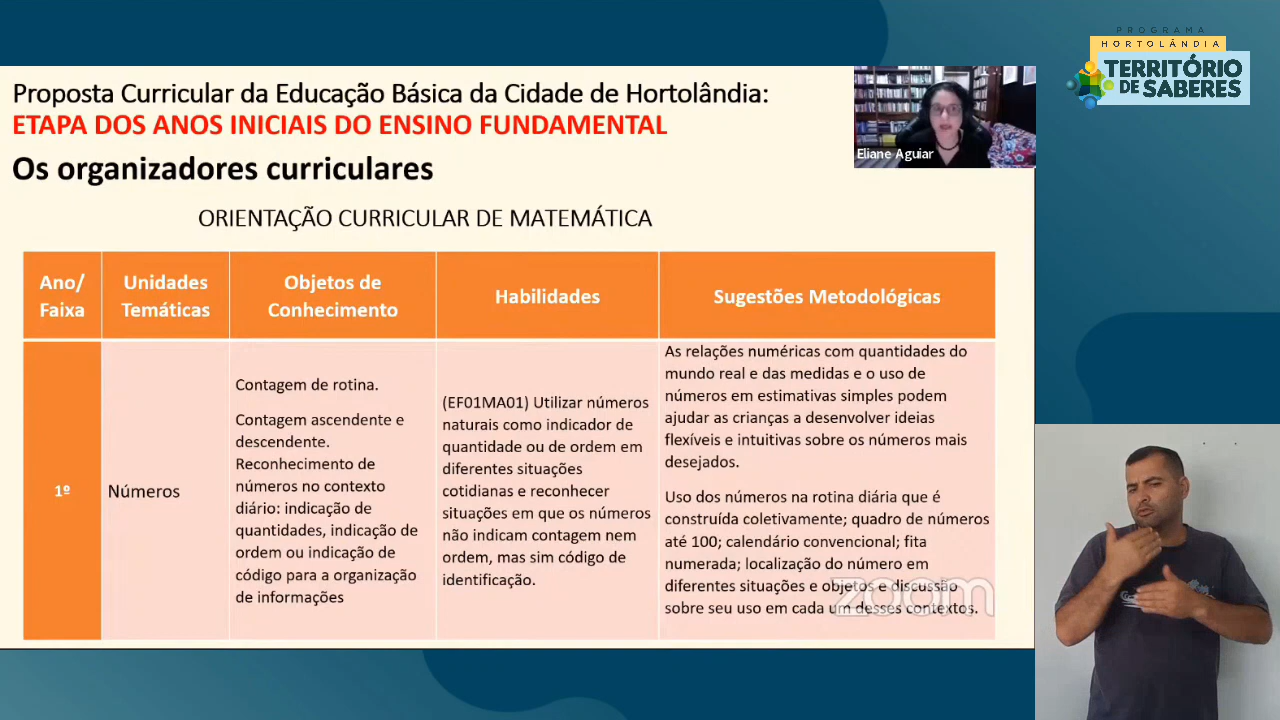 PROGRAMA
HORTOLÂNDIA
TERRITÓRIO
DE SABERES
Proposta Curricular da Educação Básica da Cidade de Hortolândia:
ETAPA DOS ANOS INICIAIS DO ENSINO FUNDAMENTAL
Eliane Aguiar
Os organizadores curriculares
ORIENTAÇÃO CURRICULAR DE MATEMÁTICA
Ano/
Faixa
Unidades
Temáticas
Objetos de
Conhecimento
Habilidades
Sugestões Metodológicas
1º
Números
Contagem de rotina.
Contagem ascendente e
descendente.
Reconhecimento de
números no contexto
diário: indicação de
quantidades, indicação de
ordem ou indicação de
código para a organização
de informações
(EF01MA01) Utilizar números
naturais como indicador de
quantidade ou de ordem em
diferentes situações
cotidianas e reconhecer
situações em que os números
não indicam contagem nem
ordem, mas sim código de
identificação.
As relações numéricas com quantidades do
mundo real e das medidas e o uso de
números em estimativas simples podem
ajudar as crianças a desenvolver ideias
flexíveis e intuitivas sobre os números mais
desejados.
Uso dos números na rotina diária que é
construída coletivamente; quadro de números
até 100; calendário convencional; fita
numerada; localização do número em
diferentes situações e objetos e discussão
sobre seu uso em cada um desses contextos.
zoom